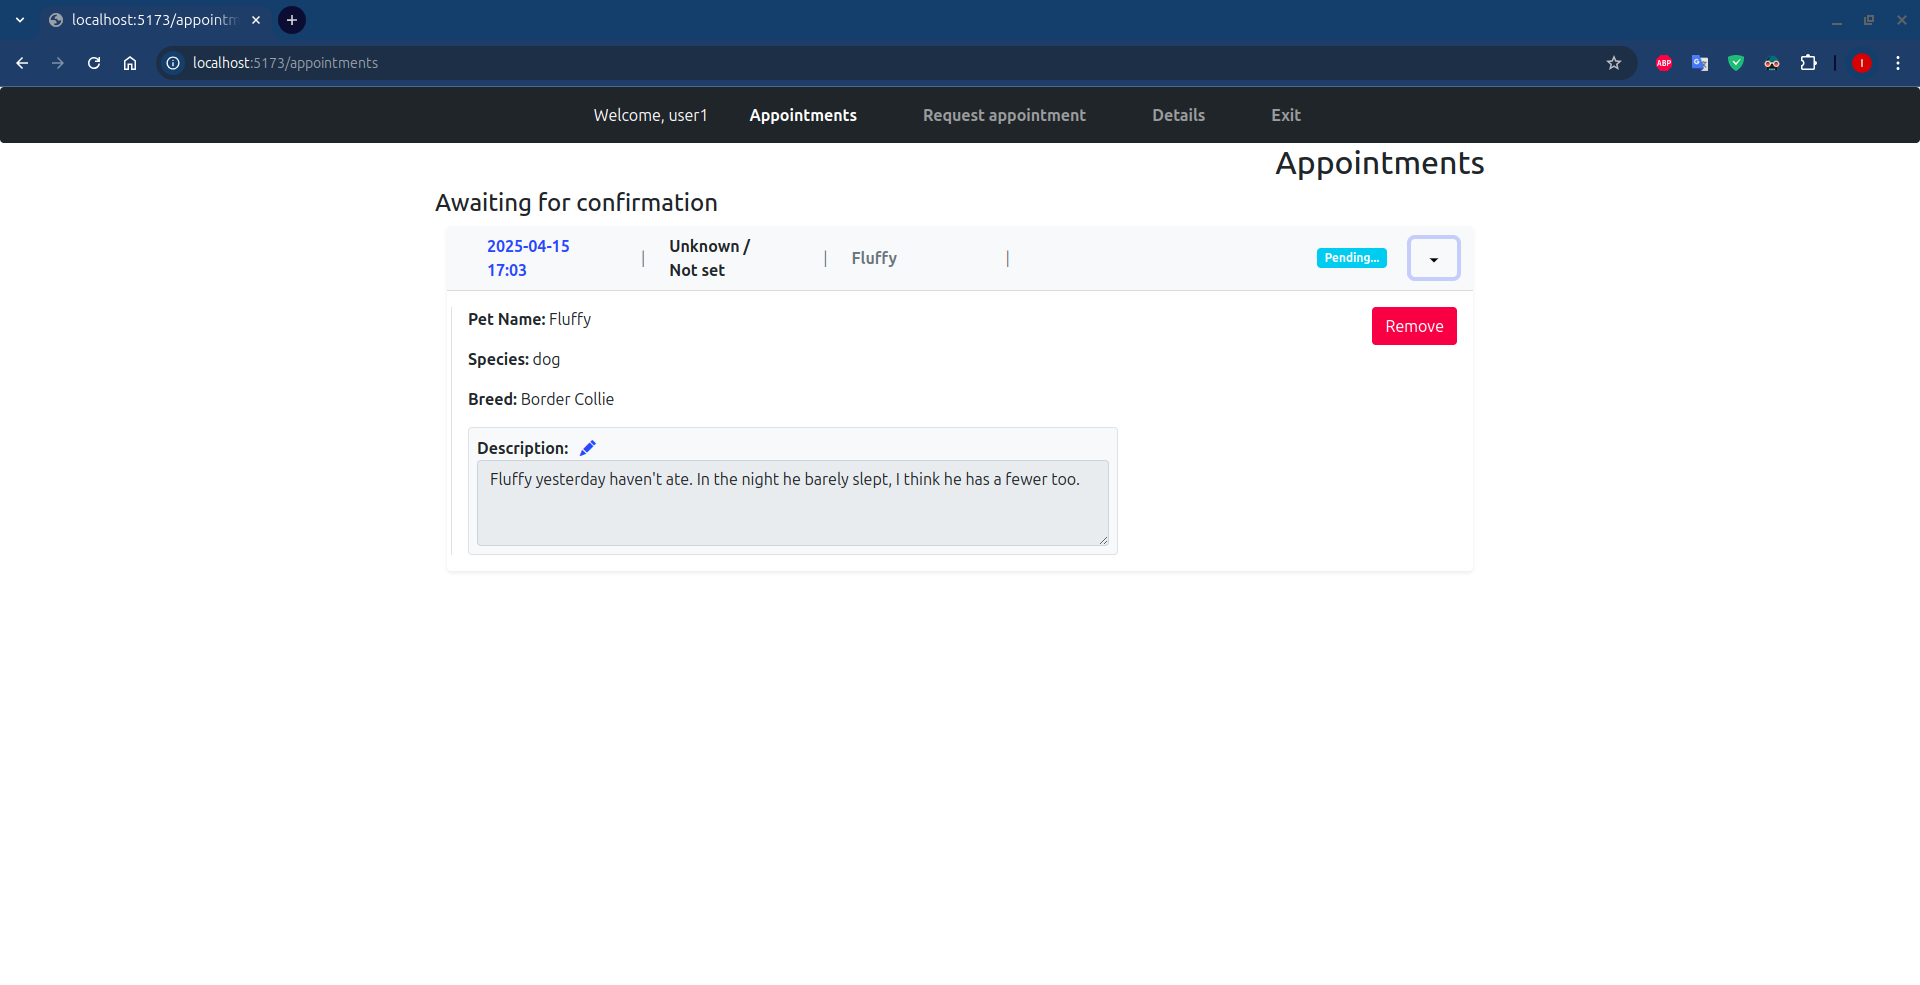 localhost:5173/appointm
localhost:5173/appointments
ABP
G
I
Welcome, user1 Appointments Request appointment Details Exit
Appointments
Awaiting for confirmation
2025-04-15
17:03
|
Unknown /
Not set
|
Fluffy
|
Pending...
Pet Name: Fluffy
Remove
Species: dog
Breed: Border Collie
Description:
Fluffy yesterday haven't ate. In the night he barely slept, I think he has a fewer too.